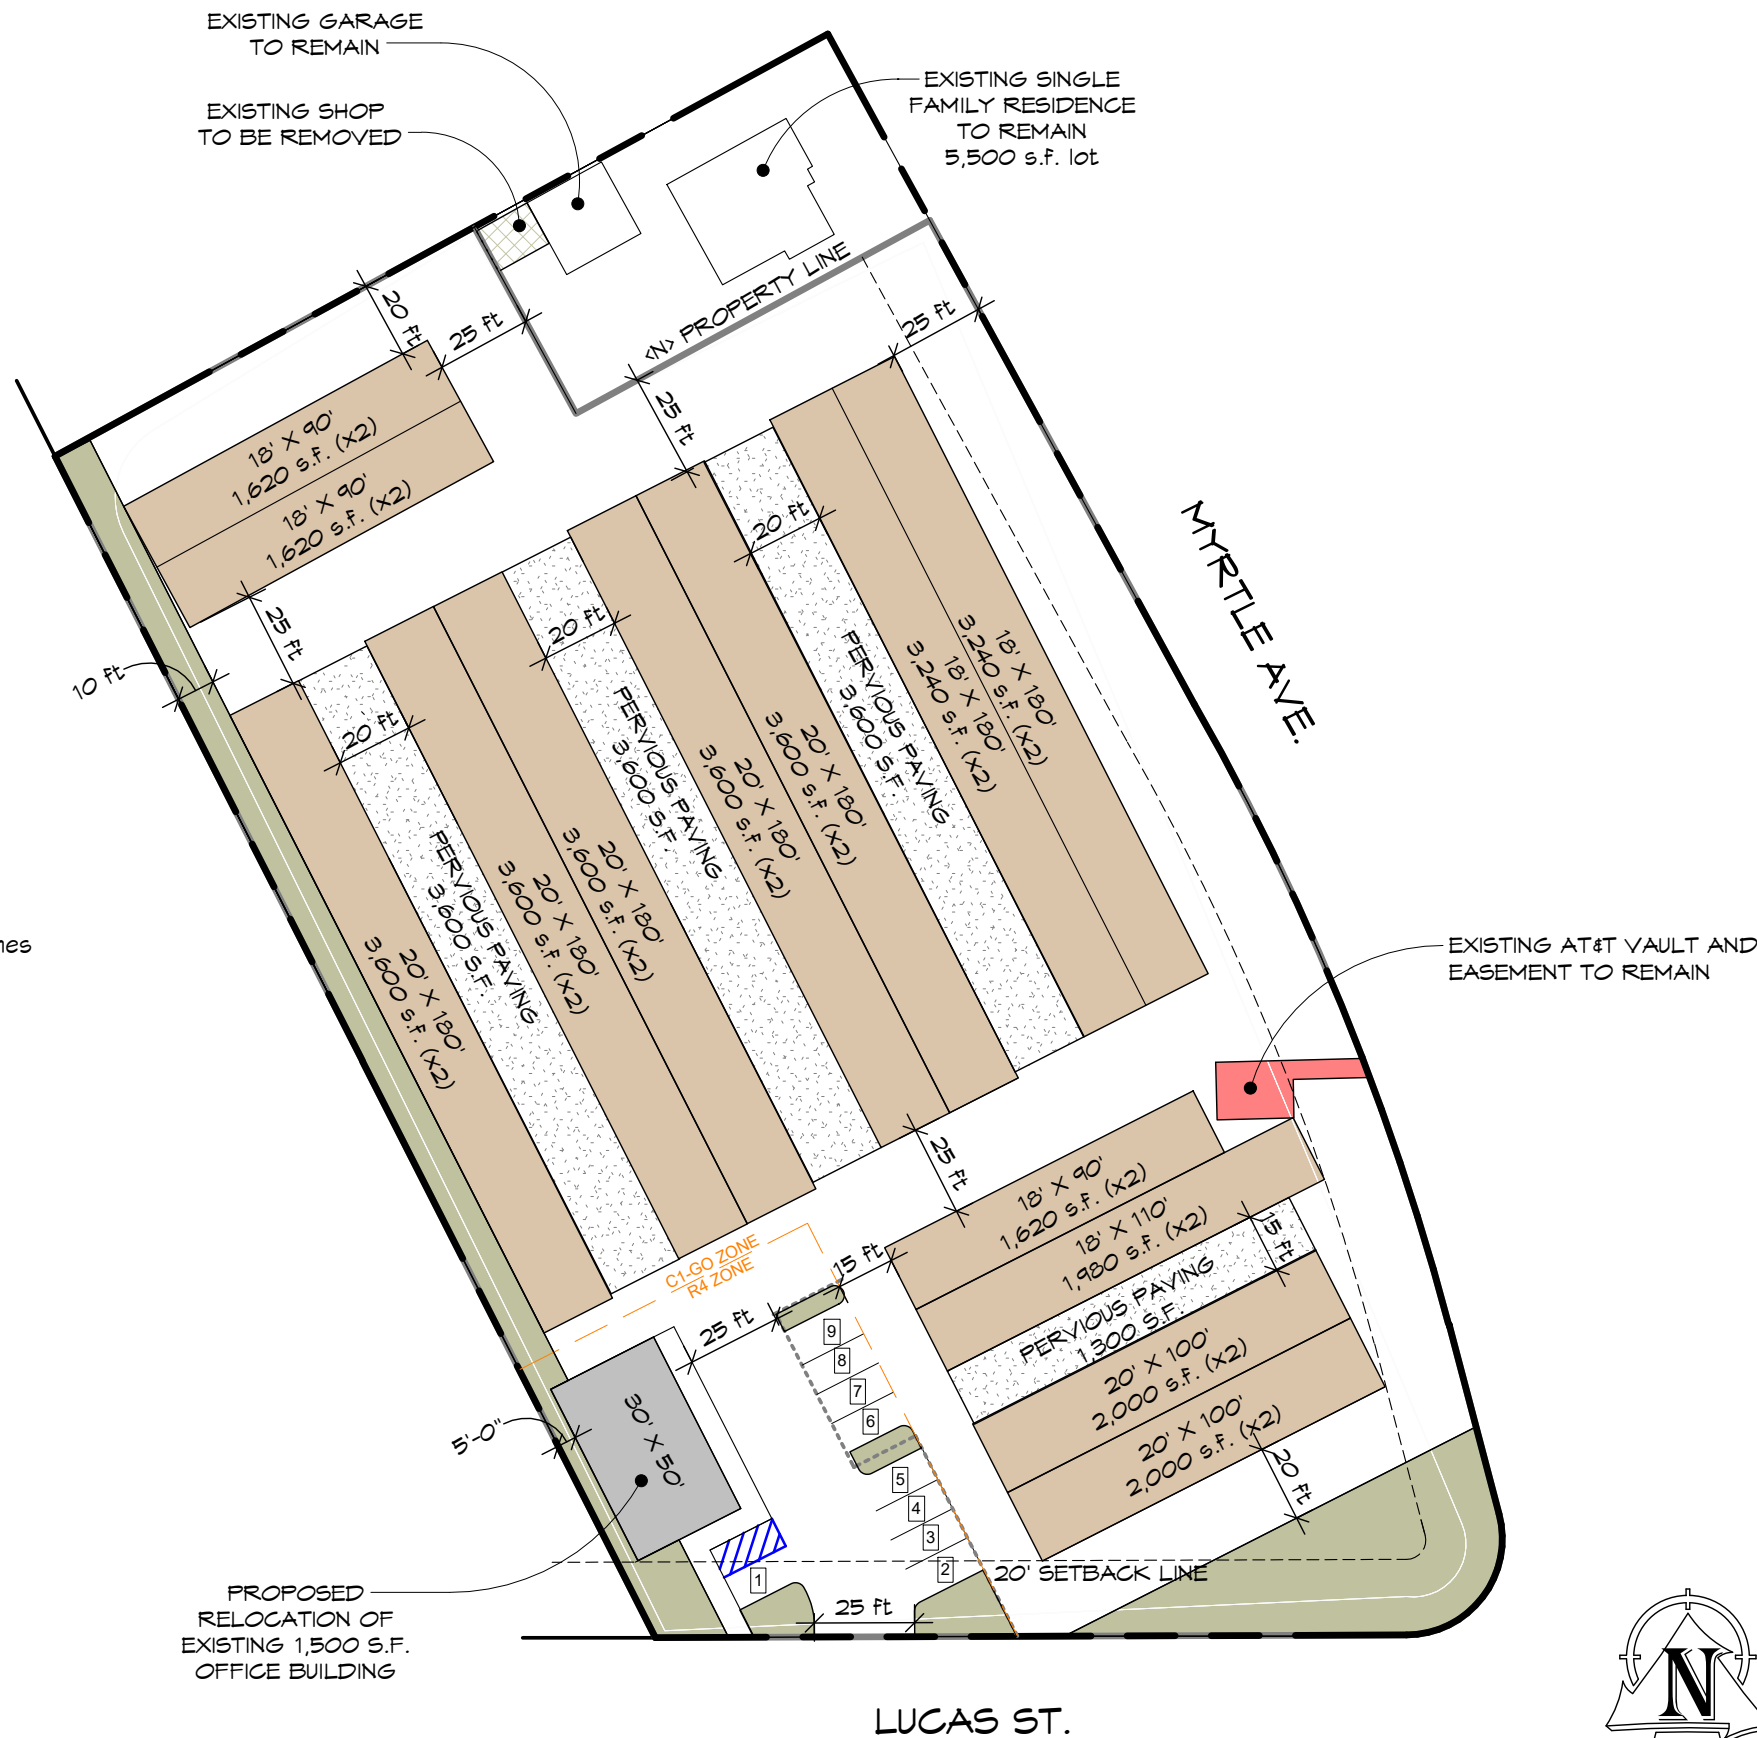 EXISTING GARAGE
TO REMAIN
EXISTING SHOP
TO BE REMOVED
EXISTING SINGLE
FAMILY RESIDENCE
TO REMAIN
5,500 s.f. lot
20 ft
25 ft
<N> PROPERTY LINE
25 ft
25 ft
18' X 90'
1,620 s.f. (x2)
18' X 90'
1,620 s.f. (x2)
25 ft
10 ft
20 ft
20 ft
20 ft
MYRTLE AVE.
18' X 180'
3,240 s.f. (x2)
18' X 180'
3,240 s.f. (x2)
PERVIOUS PAVING
3,600 S.F.
20' X 180'
3,600 s.f. (x2)
20' X 180'
3,600 s.f. (x2)
PERVIOUS PAVING
3,600 S.F.
20' X 180'
3,600 s.f. (x2)
20' X 180'
3,600 s.f. (x2)
PERVIOUS PAVING
3,600 S.F.
20' X 180'
3,600 s.f. (x2)
EXISTING AT&T VAULT AND
EASEMENT TO REMAIN
25 ft
18' X 90'
1,620 s.f. (x2)
18' X 110'
1,980 s.f. (x2)
15 ft
PERVIOUS PAVING
1,300 S.F.
20' X 100'
2,000 s.f. (x2)
20' X 100'
2,000 s.f. (x2)
20 ft
C1-GO ZONE
R4 ZONE
15 ft
25 ft
9
8
7
6
5
4
3
2
1
30' X 50'
5'-0"
20' SETBACK LINE
25 ft
PROPOSED
RELOCATION OF
EXISTING 1,500 S.F.
OFFICE BUILDING
LUCAS ST.
N